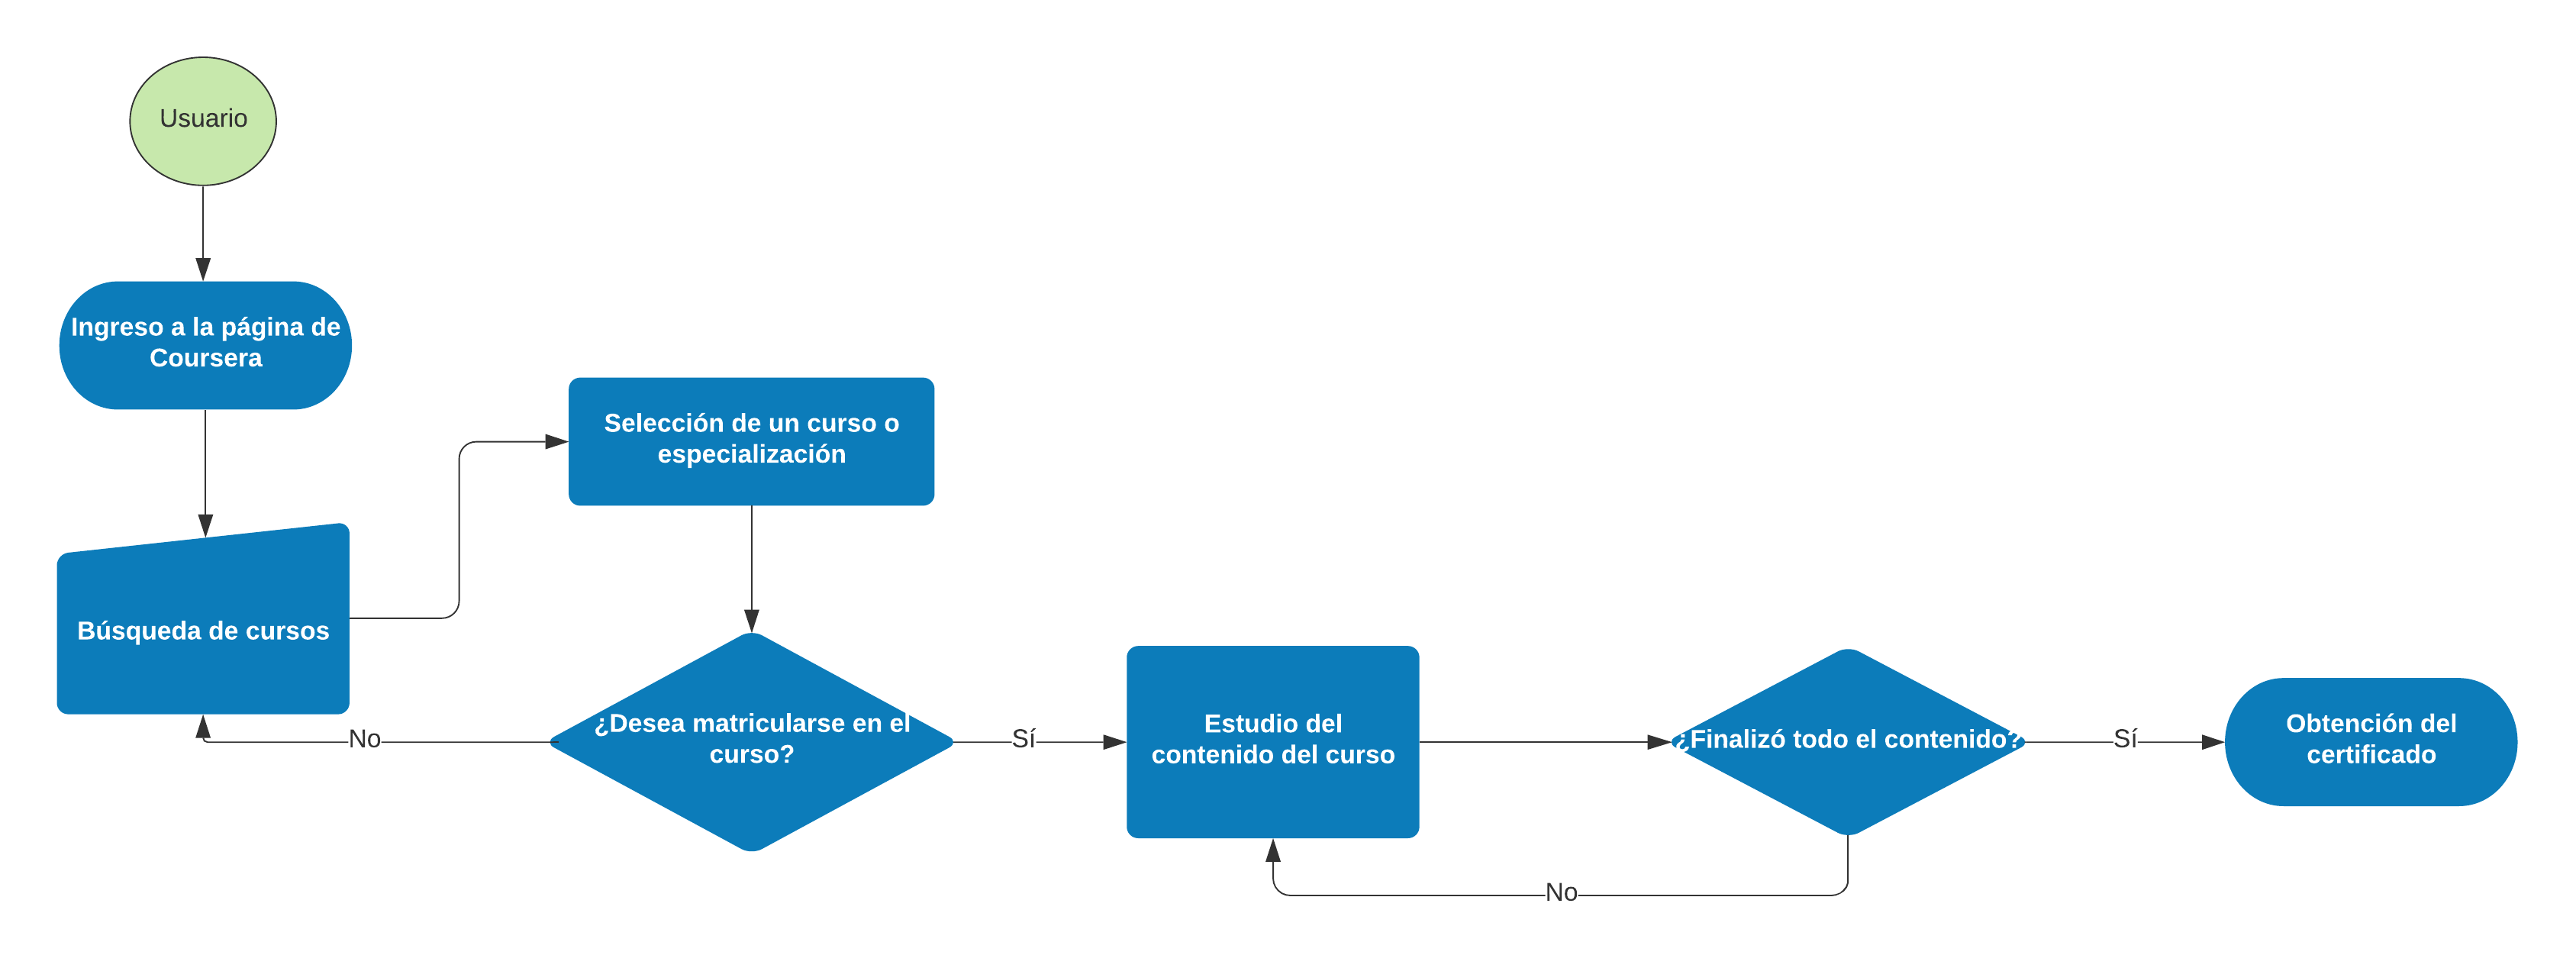 Usuario
Ingreso a la página de
Coursera
Búsqueda de cursos
Selección de un curso o
especialización
¿Desea matricularse en el
curso?
No
Sí
Estudio del
contenido del curso
¿Finalizó todo el contenido?
No
Sí
Obtención del
certificado